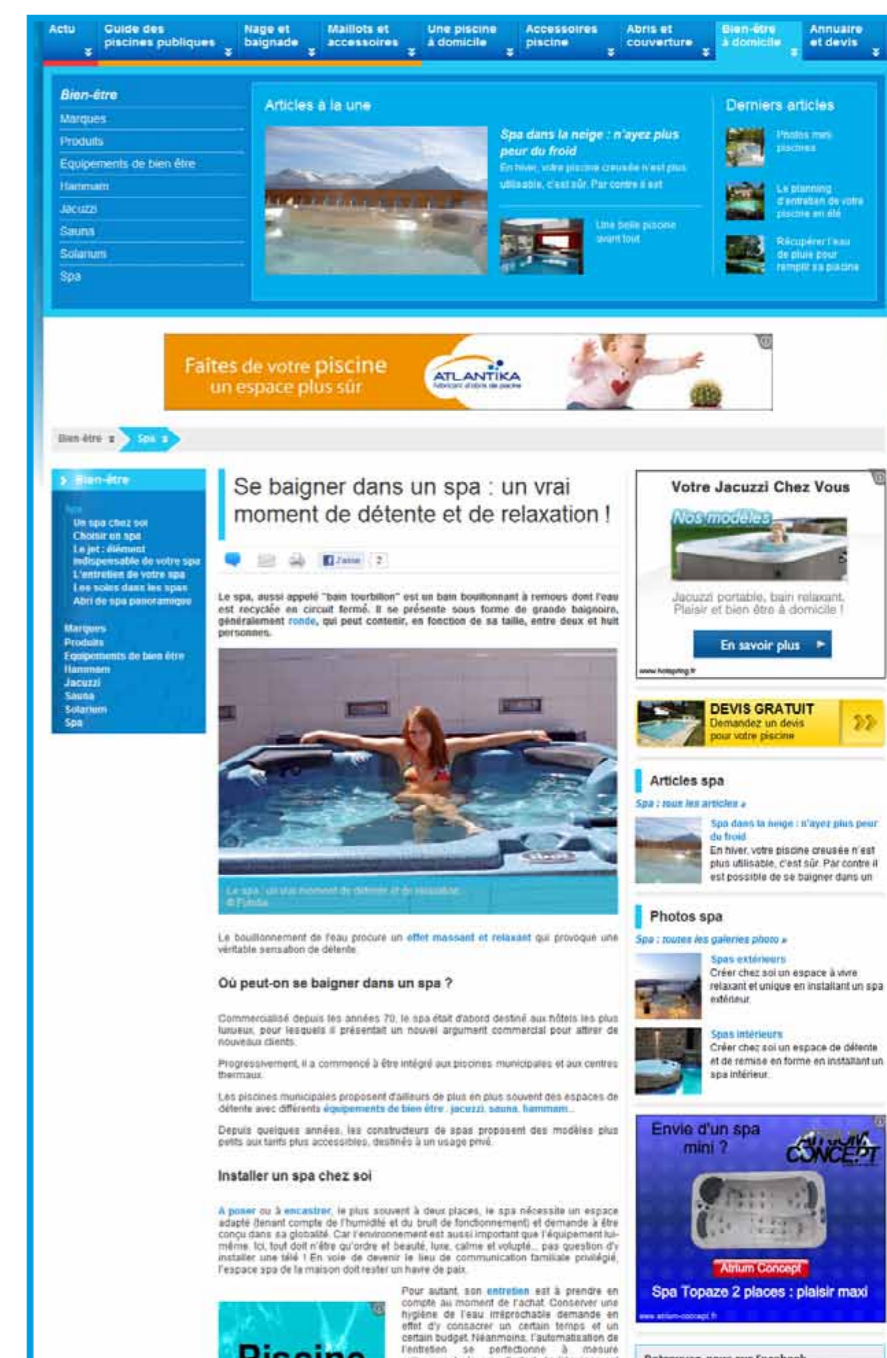 Actu
Guide des
piscines publiques
Nage et
baignade
Maillots et
accessoires
Une piscine
à domicile
Accessoires
piscine
Abris et
couverture
Bien-être
à domicile
Annuaire
et devis
Bien-être
Marques
Produits
Equipements de bien être
Hammam
Jacuzzi
Sauna
Solarium
Spa
Articles à la une
Spa dans la neige : n'ayez plus
peur du froid
En hiver, votre piscine creusée n'est plus
utilisable, c'est sûr. Par contre il est
Une belle piscine
avant tout
Derniers articles
Photos mini
piscines
Le planning
d'entretien de votre
piscine en été
Récupérer l'eau
de pluie pour
remplir sa piscine
Faites de votre piscine
un espace plus sûr
ATLANTIKA
Fabricant d'abris de piscine
Bien-être
Spa
Bien-être
Spa
Un spa chez soi
Choisir un spa
Le jet : élément
indispensable de votre spa
L'entretien de votre spa
Les soins dans les spas
Abri de spa panoramique
Marques
Produits
Equipements de bien être
Hammam
Jacuzzi
Sauna
Solarium
Spa
Se baigner dans un spa : un vrai
moment de détente et de relaxation !
J'aime 2
Le spa, aussi appelé "bain tourbillon" est un bain bouillonnant à remous dont l'eau
est recyclée en circuit fermé. Il se présente sous forme de grande baignoire,
généralement ronde, qui peut contenir, en fonction de sa taille, entre deux et huit
personnes.
Le spa : un vrai moment de détente et de relaxation...
© Fotolia
Le bouillonnement de l'eau procure un effet massant et relaxant qui provoque une
véritable sensation de détente.
Où peut-on se baigner dans un spa ?
Commercialisé depuis les années 70, le spa était d'abord destiné aux hôtels les plus
luxueux, pour lesquels il présentait un nouvel argument commercial pour attirer de
nouveaux clients.
Progressivement, il a commencé à être intégré aux piscines municipales et aux centres
thermaux.
Les piscines municipales proposent d'ailleurs de plus en plus souvent des espaces de
détente avec différents équipements de bien être : jacuzzi, sauna, hammam...
Depuis quelques années, les constructeurs de spas proposent des modèles plus
petits aux tarifs plus accessibles, destinés à un usage privé.
Installer un spa chez soi
A poser ou à encastrer, le plus souvent à deux places, le spa nécessite un espace
adapté (tenant compte de l'humidité et du bruit de fonctionnement) et demande à être
conçu dans sa globalité. Car l'environnement est aussi important que l'équipement lui-
même. Ici, tout doit n'être qu'ordre et beauté, luxe, calme et volupté... pas question d'y
installer une télé ! En voie de devenir le lieu de communication familiale privilégié,
l'espace spa de la maison doit rester un havre de paix.
Pour autant, son entretien est à prendre en
compte au moment de l'achat. Conserver une
hygiène de l'eau irréprochable demande en
effet d'y consacrer un certain temps et un
certain budget. Néanmoins, l'automatisation de
l'entretien se perfectionne à mesure
Piscine
Votre Jacuzzi Chez Vous
Nos modèles
Jacuzzi portable, bain relaxant.
Plaisir et bien être à domicile !
En savoir plus
www.hotspring.fr
DEVIS GRATUIT
Demandez un devis
pour votre piscine
Articles spa
Spa : tous les articles »
Spa dans la neige : n'ayez plus peur
du froid
En hiver, votre piscine creusée n'est
plus utilisable, c'est sûr. Par contre il
est possible de se baigner dans un
Photos spa
Spa : toutes les galeries photo »
Spas extérieurs
Créer chez soi un espace à vivre
relaxant et unique en installant un spa
extérieur.
Spas intérieurs
Créer chez soi un espace de détente
et de remise en forme en installant un
spa intérieur.
Envie d'un spa
mini ?
ATRIUM
CONCEPT
Atrium Concept
Spa Topaze 2 places : plaisir maxi
www.atrium-concept.fr